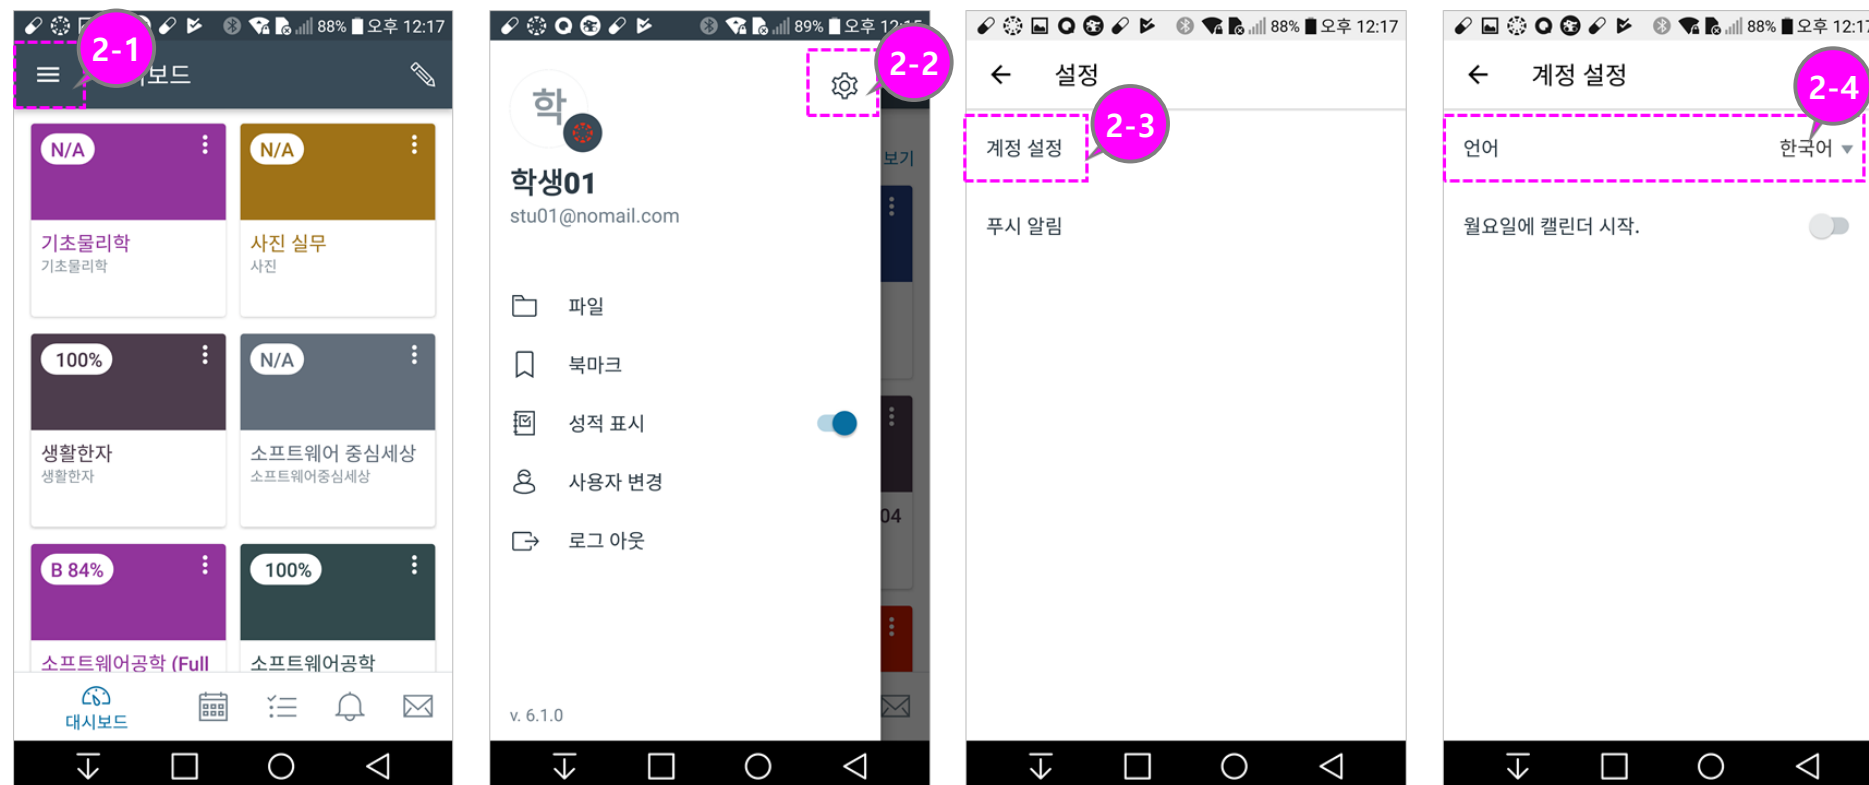 88% 오후 12:17
2-1
보드
N/A
기초물리학
기초물리학
N/A
사진 실무
사진
100%
생활한자
생활한자
N/A
소프트웨어 중심세상
소프트웨어중심세상
B 84%
소프트웨어공학 (Full
100%
소프트웨어공학
대시보드
89% 오후
2-2
학
학생01
stu01@nomail.com
보기
파일
북마크
성적 표시
사용자 변경
04
로그 아웃
v. 6.1.0
88% 오후 12:17
설정
2-3
계정 설정
푸시 알림
88% 오후 12:17
계정 설정
2-4
언어
한국어
월요일에 캘린더 시작.